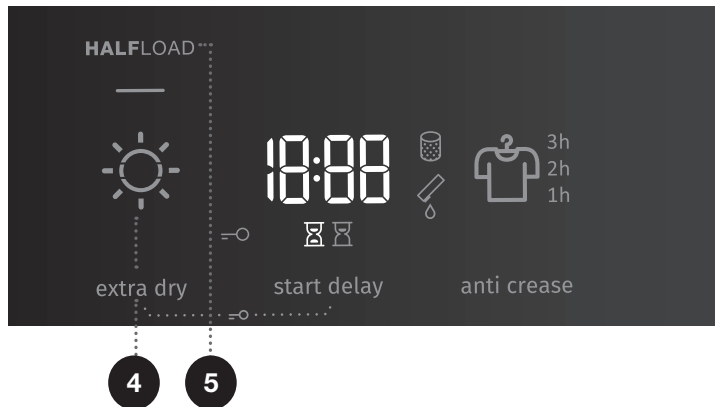 HALFLOAD
18:88
3h
2h
1h
extra dry
start delay
anti crease
4
5